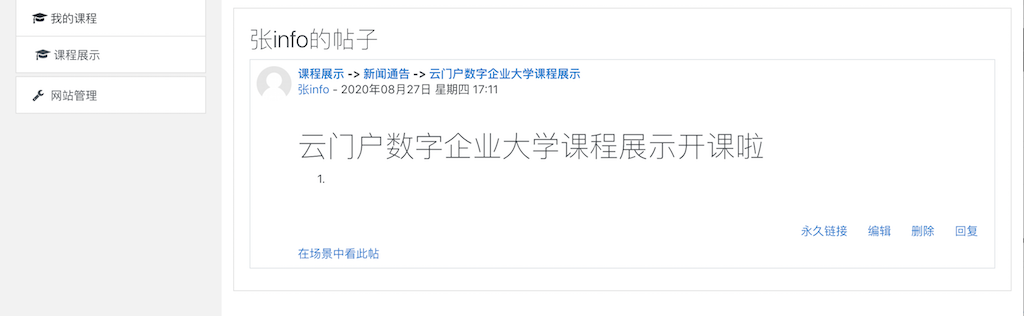 我的课程
课程展示
网站管理
张info的帖子
课程展示 -> 新闻通告 -> 云门户数字企业大学课程展示
张info - 2020年08月27日 星期四 17:11
云门户数字企业大学课程展示开课啦
1.
永久链接 编辑 删除 回复
在场景中看此帖